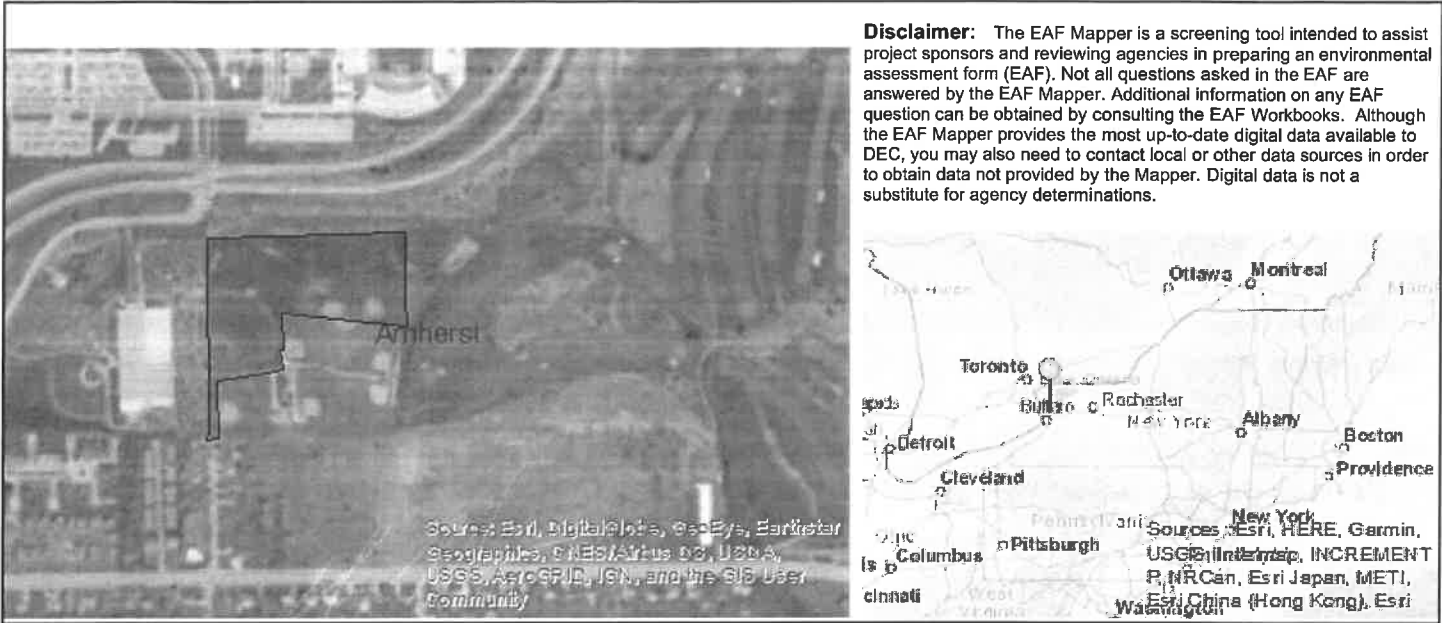 Disclaimer: The EAF Mapper is a screening tool intended to assist
project sponsors and reviewing agencies in preparing an environmental
assessment form (EAF). Not all questions asked in the EAF are
answered by the EAF Mapper. Additional information on any EAF
question can be obtained by consulting the EAF Workbooks. Although
the EAF Mapper provides the most up-to-date digital data available to
DEC, you may also need to contact local or other data sources in order
to obtain data not provided by the Mapper. Digital data is not a
substitute for agency determinations.
Amherst
Sources: Esri, DigitalGlobe, GeoEye, Earthstar
Geographics, CNES/Airbus DS, USDA,
USGS, AeroGRID, IGN, and the GIS User
Community
Ottawa
Montreal
Toronto
Rochester
NEW YORK
Albany
Boston
Detroit
Providence
Cleveland
New York
Pittsburgh
Columbus
cinnati
Washington
Sources: Esri, HERE, Garmin,
INCREMENT
P, NRCan, Esri Japan, METI,
Esri China (Hong Kong), Esri